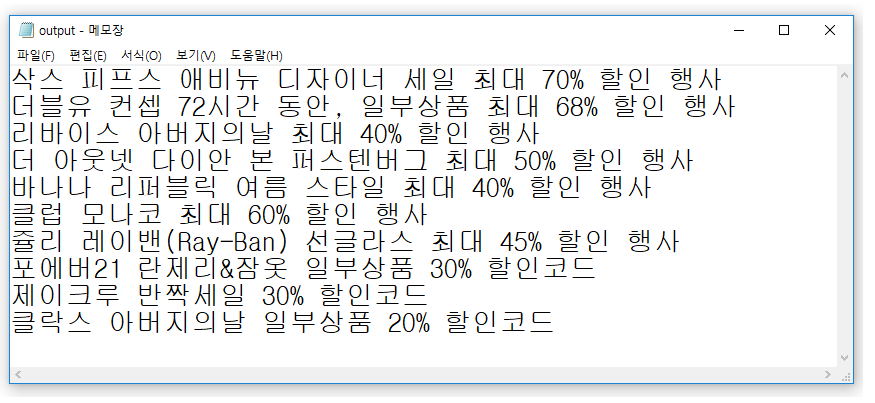 output - 메모장
파일(F) 편집(E) 서식(O) 보기(V) 도움말(H)
삭스 피프스 애비뉴 디자이너 세일 최대 70% 할인 행사
더블유 컨셉 72시간 동안, 일부상품 최대 68% 할인 행사
리바이스 아버지의날 최대 40% 할인 행사
더 아웃넷 다이안 본 퍼스텐버그 최대 50% 할인 행사
바나나 리퍼블릭 여름 스타일 최대 40% 할인 행사
클럽 모나코 최대 60% 할인 행사
쥴리 레이밴(Ray-Ban) 선글라스 최대 45% 할인 행사
포에버21 란제리&잠옷 일부상품 30% 할인코드
제이크루 반짝세일 30% 할인코드
클락스 아버지의날 일부상품 20% 할인코드